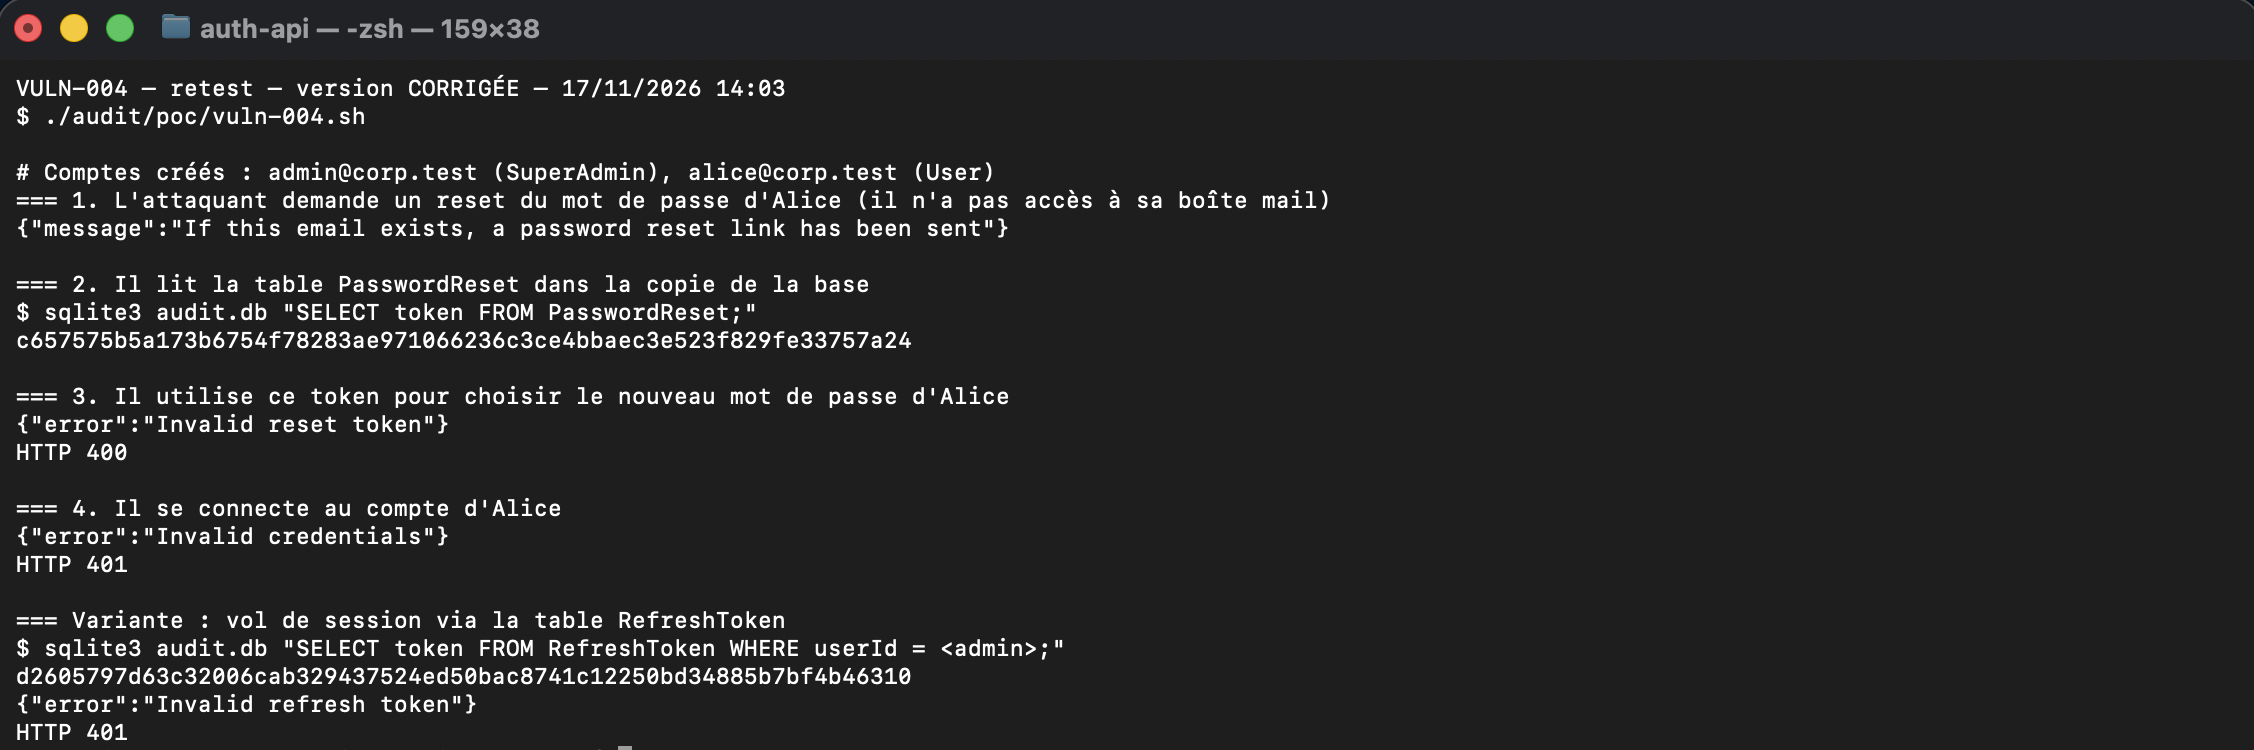 auth-api — -zsh — 159×38
VULN-004 — retest — version CORRIGÉE — 17/11/2026 14:03
$ ./audit/poc/vuln-004.sh
# Comptes créés : admin@corp.test (SuperAdmin), alice@corp.test (User)
=== 1. L'attaquant demande un reset du mot de passe d'Alice (il n'a pas accès à sa boîte mail)
{"message":"If this email exists, a password reset link has been sent"}
=== 2. Il lit la table PasswordReset dans la copie de la base
$ sqlite3 audit.db "SELECT token FROM PasswordReset;"
c657575b5a173b6754f78283ae971066236c3ce4bbaec3e523f829fe33757a24
=== 3. Il utilise ce token pour choisir le nouveau mot de passe d'Alice
{"error":"Invalid reset token"}
HTTP 400
=== 4. Il se connecte au compte d'Alice
{"error":"Invalid credentials"}
HTTP 401
=== Variante : vol de session via la table RefreshToken
$ sqlite3 audit.db "SELECT token FROM RefreshToken WHERE userId = <admin>;"
d2605797d63c32006cab329437524ed50bac8741c12250bd34885b7bf4b46310
{"error":"Invalid refresh token"}
HTTP 401